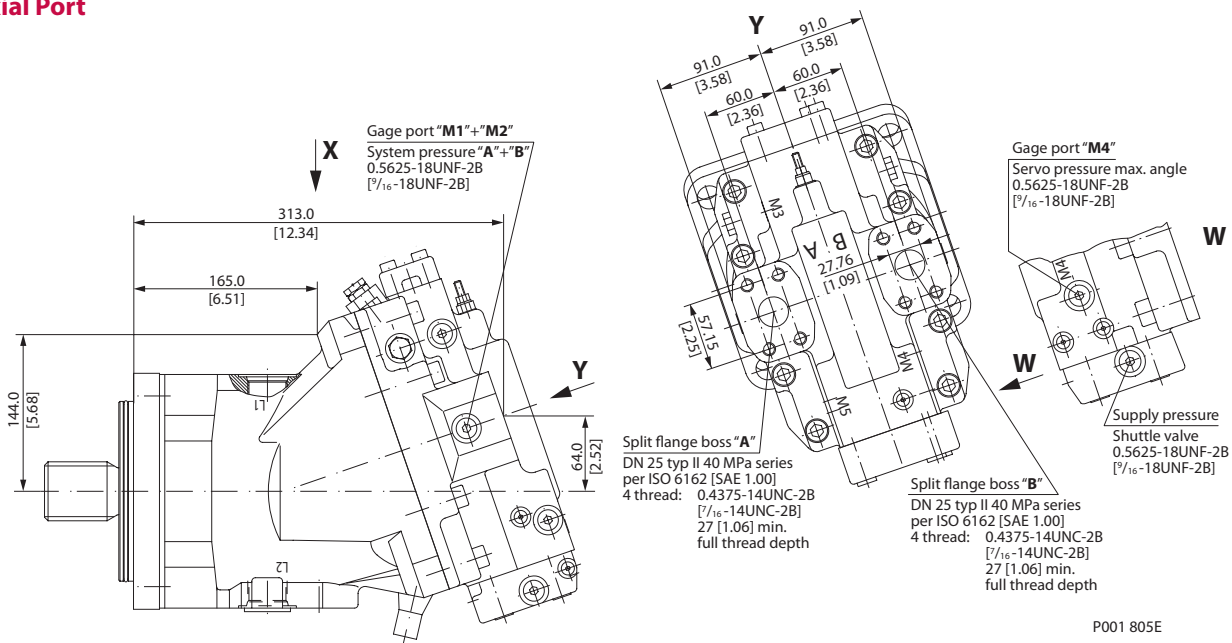 ial Port
Gage port "M1"+"M2"
System pressure "A"+"B"
0.5625-18UNF-2B
[9/16-18UNF-2B]
X
313.0
[12.34]
165.0
[6.51]
144.0
[5.68]
L1
L2
64.0
[2.52]
Y
Y
91.0
[3.58]
91.0
[3.58]
60.0
[2.36]
60.0
[2.36]
M3
B A
27.76
[1.09]
57.15
[2.25]
M4
M5
W
Split flange boss "A"
DN 25 typ II 40 MPa series
per ISO 6162 [SAE 1.00]
4 thread: 0.4375-14UNC-2B
[7/16-14UNC-2B]
27 [1.06] min.
full thread depth
Split flange boss "B"
DN 25 typ II 40 MPa series
per ISO 6162 [SAE 1.00]
4 thread: 0.4375-14UNC-2B
[7/16-14UNC-2B]
27 [1.06] min.
full thread depth
Gage port "M4"
Servo pressure max. angle
0.5625-18UNF-2B
[9/16-18UNF-2B]
W
M4
Supply pressure
Shuttle valve
0.5625-18UNF-2B
[9/16-18UNF-2B]
P001 805E